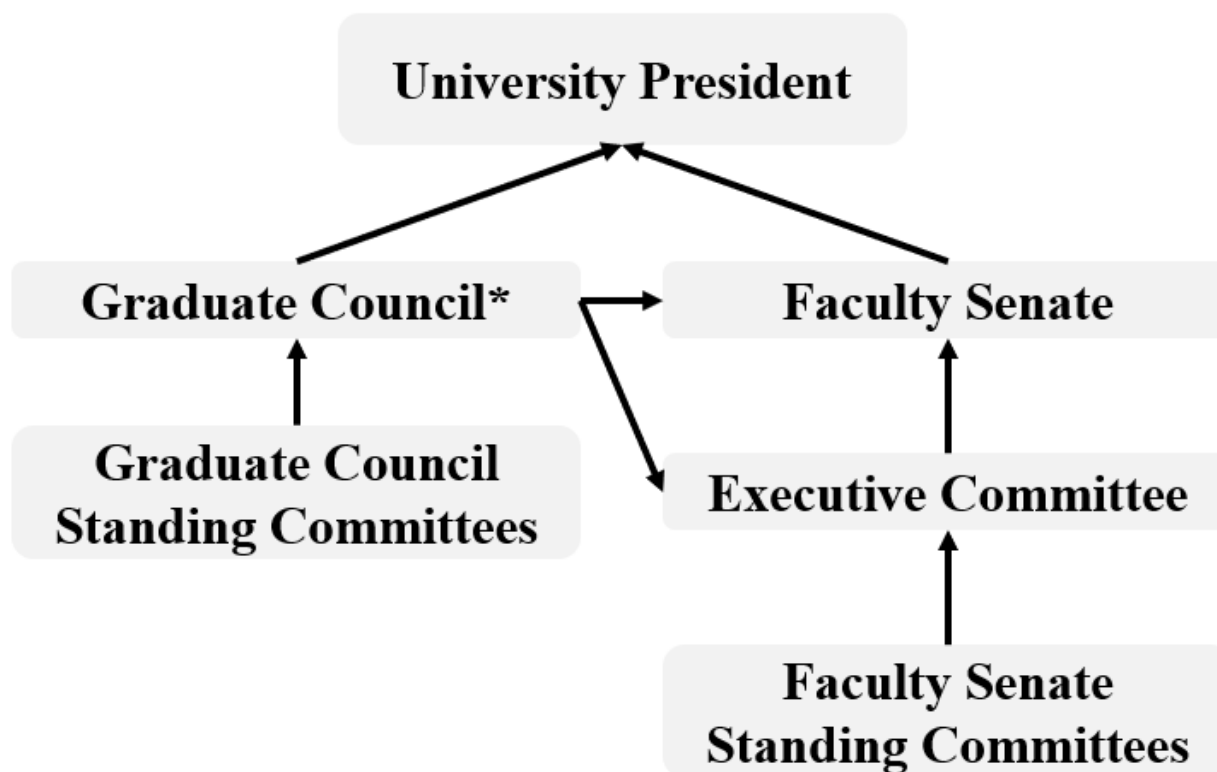 University President
Graduate Council*
Faculty Senate
Graduate Council
Standing Committees
Executive Committee
Faculty Senate
Standing Committees